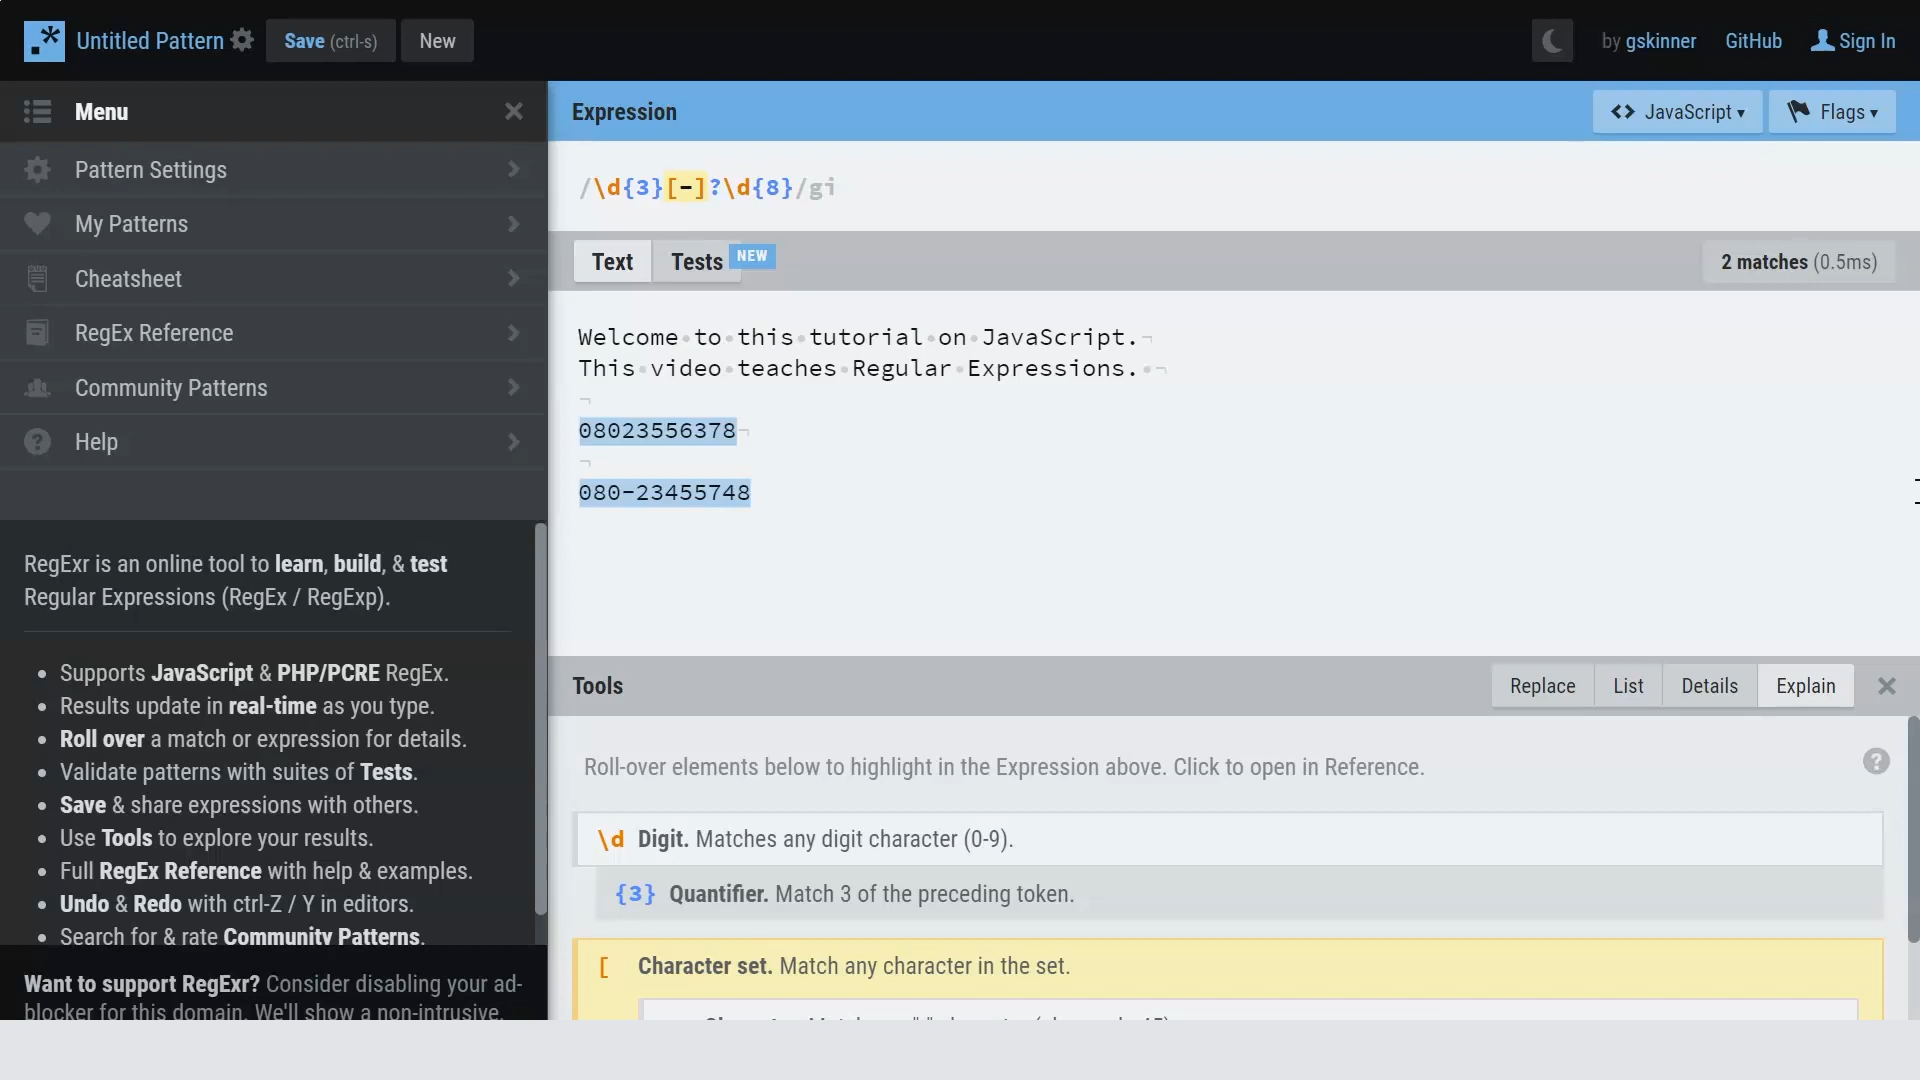 Untitled Pattern
Save (ctrl-s)
New
by gskinner
GitHub
Sign In
Menu
Pattern Settings
My Patterns
Cheatsheet
RegEx Reference
Community Patterns
Help
RegExr is an online tool to learn, build, & test
Regular Expressions (RegEx / RegExp).
Supports JavaScript & PHP/PCRE RegEx.
Results update in real-time as you type.
Roll over a match or expression for details.
Validate patterns with suites of Tests.
Save & share expressions with others.
Use Tools to explore your results.
Full RegEx Reference with help & examples.
Undo & Redo with ctrl-Z / Y in editors.
Search for & rate Community Patterns.
Want to support RegExr? Consider disabling your ad-
blocker for this domain. We'll show a non-intrusive,
Expression
JavaScript
Flags
/\d{3}[-]?\d{8}/gi
Text
Tests
NEW
2 matches (0.5ms)
Welcome to this tutorial on JavaScript.
This video teaches Regular Expressions.
08023556378
080-23455748
Tools
Replace
List
Details
Explain
Roll-over elements below to highlight in the Expression above. Click to open in Reference.
\d Digit. Matches any digit character (0-9).
{3} Quantifier. Match 3 of the preceding token.
[ Character set. Match any character in the set.